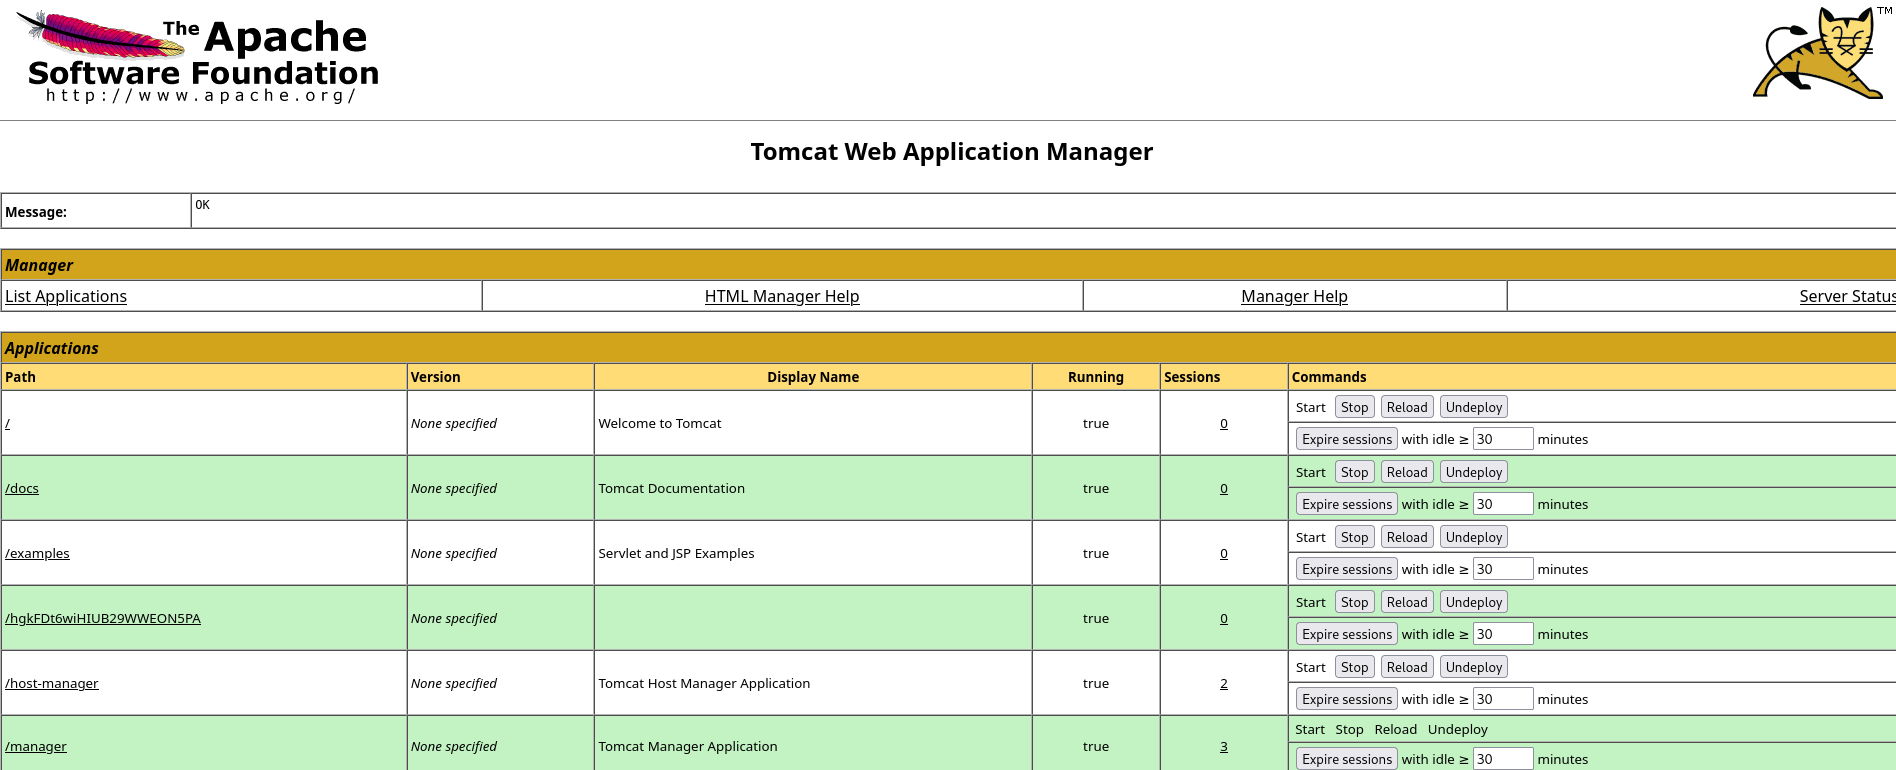 The Apache
Software Foundation
http://www.apache.org/
TM
Tomcat Web Application Manager
Message: OK
Manager
List Applications HTML Manager Help Manager Help Server Status
Applications
Path Version Display Name Running Sessions Commands
/ None specified Welcome to Tomcat true 0 Start Stop Reload Undeploy
Expire sessions with idle ≥ 30 minutes
/docs None specified Tomcat Documentation true 0 Start Stop Reload Undeploy
Expire sessions with idle ≥ 30 minutes
/examples None specified Servlet and JSP Examples true 0 Start Stop Reload Undeploy
Expire sessions with idle ≥ 30 minutes
/hgkFDt6wiHIUB29WWEON5PA None specified true 0 Start Stop Reload Undeploy
Expire sessions with idle ≥ 30 minutes
/host-manager None specified Tomcat Host Manager Application true 2 Start Stop Reload Undeploy
Expire sessions with idle ≥ 30 minutes
/manager None specified Tomcat Manager Application true 3 Start Stop Reload Undeploy
Expire sessions with idle ≥ 30 minutes